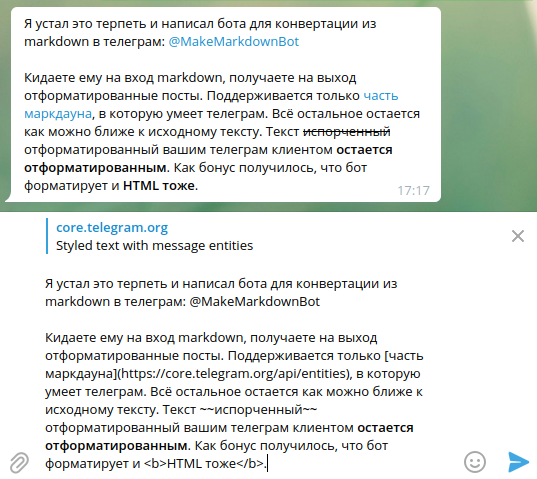 Я устал это терпеть и написал бота для конвертации из
markdown в телеграм: @MakeMarkdownBot
Кидаете ему на вход markdown, получаете на выход
отформатированные посты. Поддерживается только часть
маркдауна, в которую умеет телеграм. Всё остальное остается
как можно ближе к исходному тексту. Текст испорченный
отформатированный вашим телеграм клиентом остается
отформатированным. Как бонус получилось, что бот
форматирует и HTML тоже.
17:17
core.telegram.org
Styled text with message entities
Я устал это терпеть и написал бота для конвертации из
markdown в телеграм: @MakeMarkdownBot
Кидаете ему на вход markdown, получаете на выход
отформатированные посты. Поддерживается только [часть
маркдауна](https://core.telegram.org/api/entities), в которую
умеет телеграм. Всё остальное остается как можно ближе к
исходному тексту. Текст ~~испорченный~~
отформатированный вашим телеграм клиентом остается
отформатированным. Как бонус получилось, что бот
форматирует и <b>HTML тоже</b>.